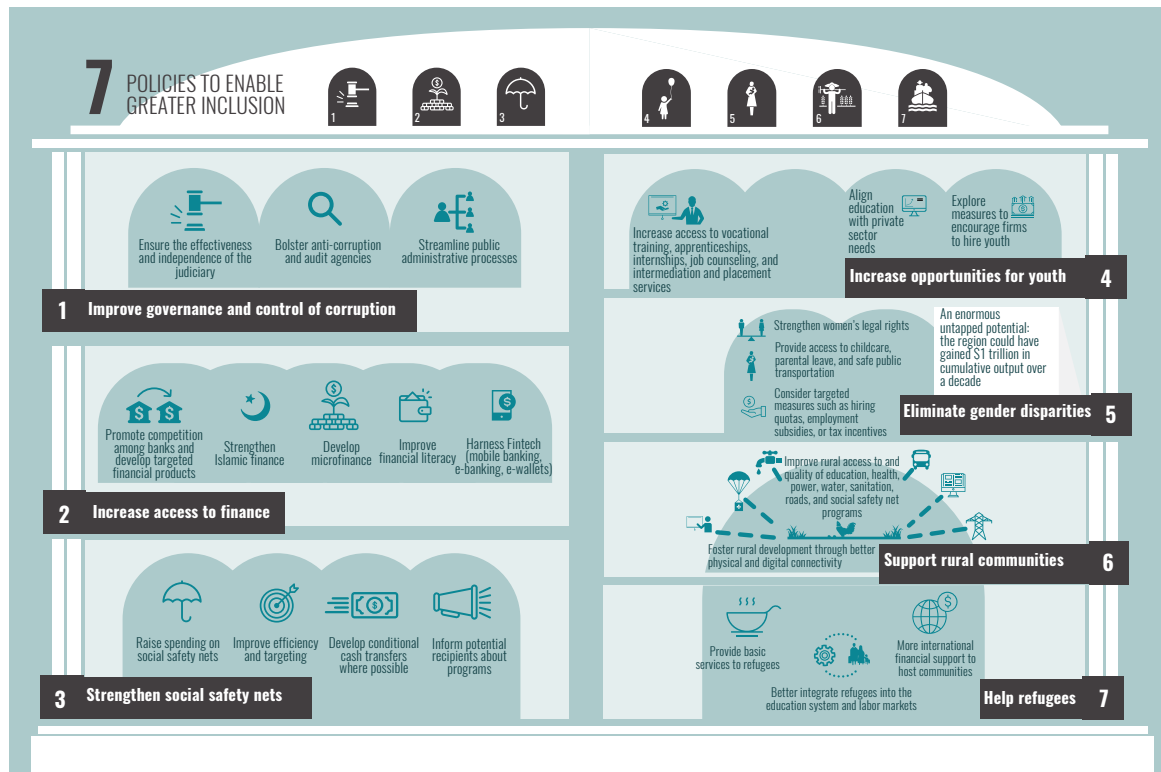 7
POLICIES TO ENABLE
GREATER INCLUSION
1
2
3
4
5
6
7
Ensure the effectiveness
and independence of the
judiciary
Bolster anti-corruption
and audit agencies
Streamline public
administrative processes
1
Improve governance and control of corruption
$
$
$
$
Promote competition
among banks and
develop targeted
financial products
Strengthen
Islamic finance
Develop
microfinance
Improve
financial literacy
Harness Fintech
(mobile banking,
e-banking, e-wallets)
2
Increase access to finance
$
Raise spending on
social safety nets
Improve efficiency
and targeting
Develop conditional
cash transfers
where possible
Inform potential
recipients about
programs
3
Strengthen social safety nets
Increase access to vocational
training, apprenticeships,
internships, job counseling, and
intermediation and placement
services
Align
education
with private
sector
needs
Explore
measures to
encourage firms
to hire youth
Increase opportunities for youth
4
Strengthen women's legal rights
Provide access to childcare,
parental leave, and safe public
transportation
Consider targeted
measures such as hiring
quotas, employment
subsidies, or tax incentives
An enormous
untapped potential:
the region could have
gained $1 trillion in
cumulative output over
a decade
Eliminate gender disparities
5
Improve rural access to and
quality of education, health,
power, water, sanitation,
roads, and social safety net
programs
Foster rural development through better
physical and digital connectivity
Support rural communities
6
$
Provide basic
services to refugees
More international
financial support to
host communities
Better integrate refugees into the
education system and labor markets
Help refugees
7